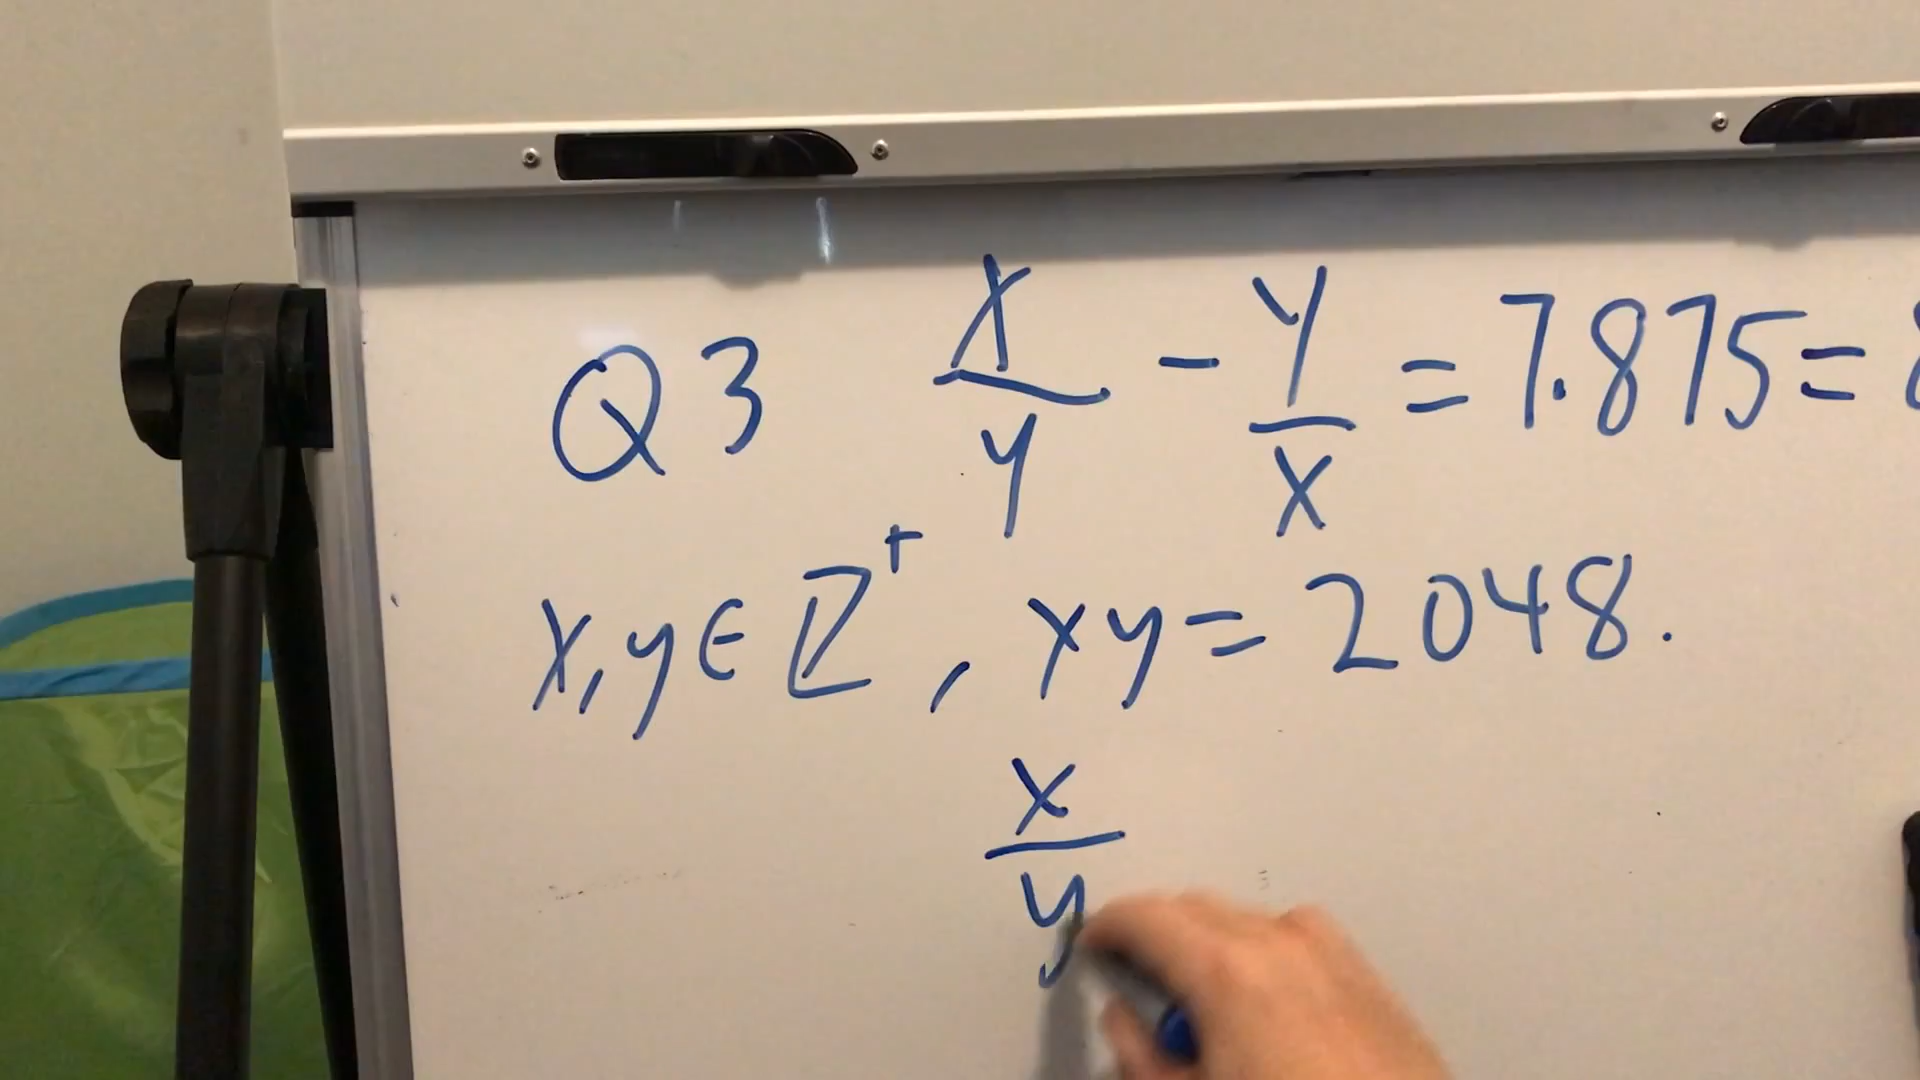 Q3 x/y - y/x = 7.875 =
x,y ∈ ℤ⁺, xy = 2048.
x/y